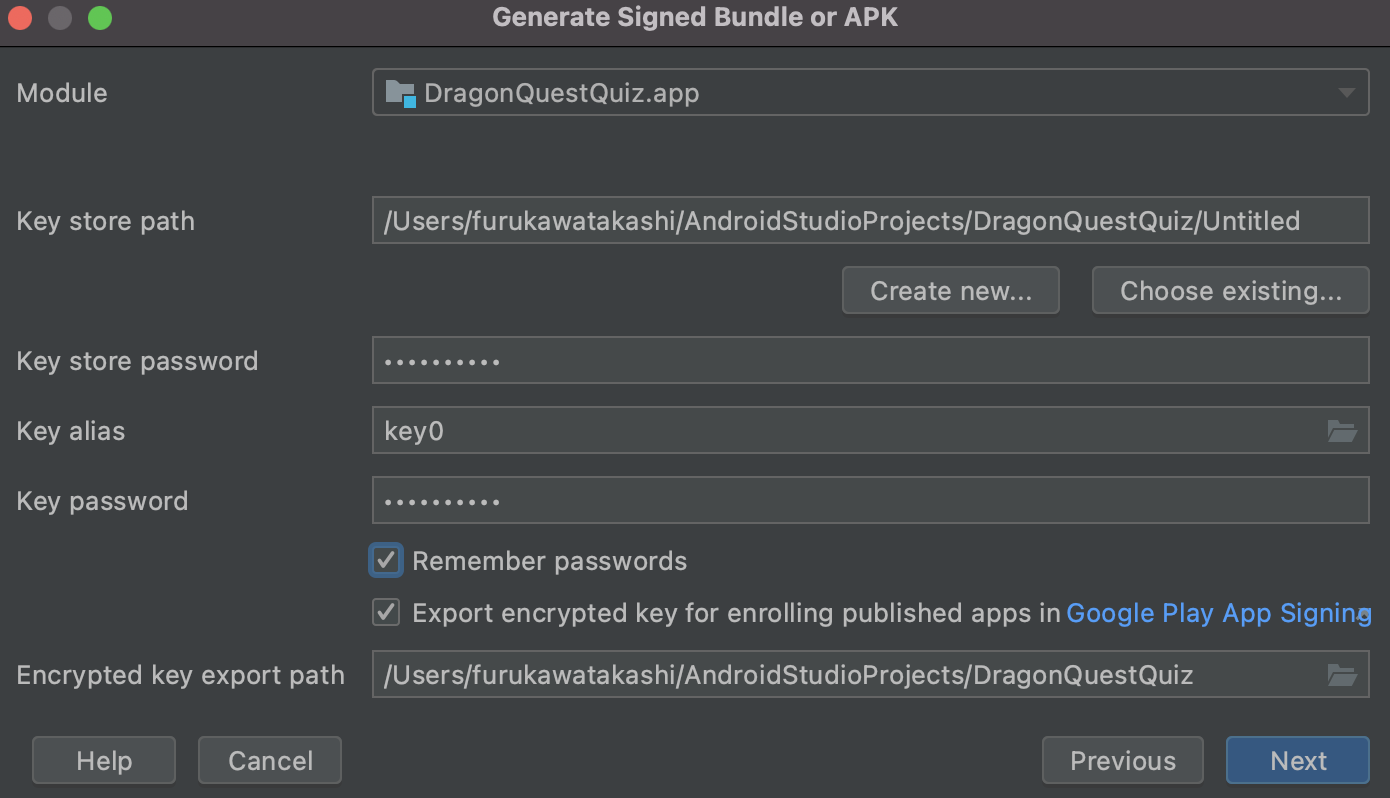 Generate Signed Bundle or APK
Module
DragonQuestQuiz.app
Key store path
/Users/furukawatakashi/AndroidStudioProjects/DragonQuestQuiz/Untitled
Create new...
Choose existing...
Key store password
••••••••••
Key alias
key0
Key password
••••••••••
Remember passwords
Export encrypted key for enrolling published apps in Google Play App Signing
Encrypted key export path
/Users/furukawatakashi/AndroidStudioProjects/DragonQuestQuiz
Help
Cancel
Previous
Next